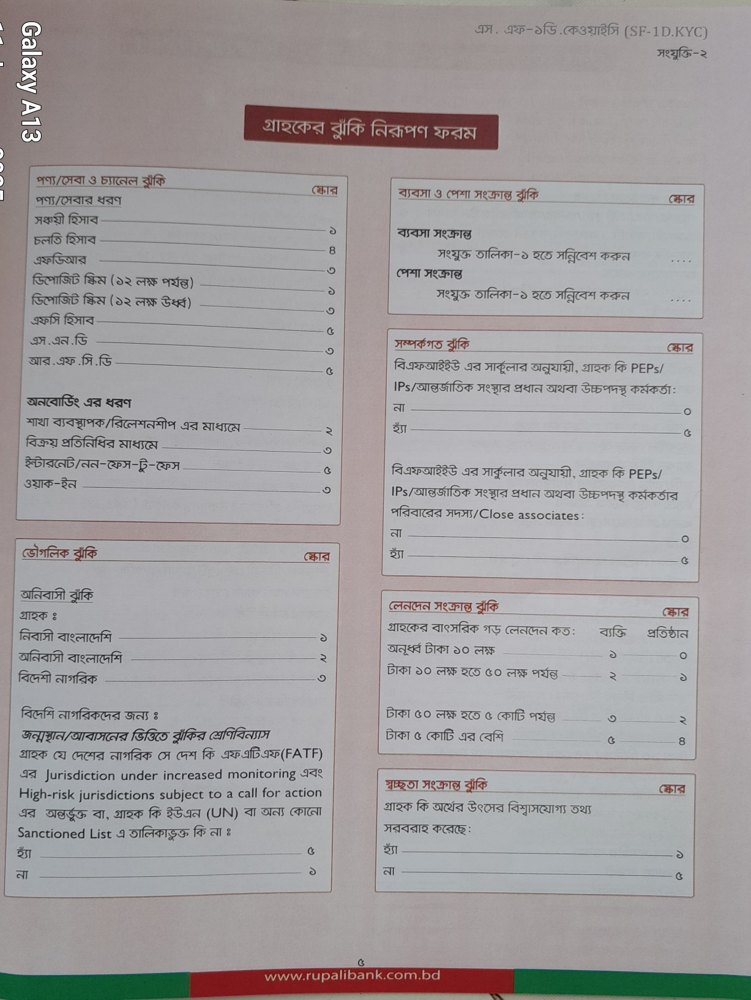 এস. এফ-১ডি.কেওয়াইসি (SF-1D.KYC)
সংযুক্তি-২
Galaxy A13
গ্রাহকের ঝুঁকি নিরূপণ ফরম
পণ্য/সেবা ও চ্যানেল ঝুঁকি স্কোর
পণ্য/সেবার ধরণ
সঞ্চয়ী হিসাব ১
চলতি হিসাব ৪
এফডিআর ৩
ডিপোজিট স্কিম (১২ লক্ষ পর্যন্ত) ১
ডিপোজিট স্কিম (১২ লক্ষ উর্ধ্ব) ৩
এফসি হিসাব ৫
এস.এন.ডি ৩
আর.এফ.সি.ডি ৫
অনবোর্ডিং এর ধরণ
শাখা ব্যবস্থাপক/রিলেশনশীপ এর মাধ্যমে ২
বিক্রয় প্রতিনিধির মাধ্যমে ৩
ইন্টারনেট/নন-ফেস-টু-ফেস ৫
ওয়াক-ইন ৩
ভৌগলিক ঝুঁকি স্কোর
অনিবাসী ঝুঁকি
গ্রাহক ঃ
নিবাসী বাংলাদেশি ১
অনিবাসী বাংলাদেশি ২
বিদেশী নাগরিক ৩
বিদেশি নাগরিকদের জন্য ঃ
জন্মস্থান/আবাসনের ভিত্তিতে ঝুঁকির শ্রেণিবিন্যাস
গ্রাহক যে দেশের নাগরিক সে দেশ কি এফএটিএফ(FATF)
এর Jurisdiction under increased monitoring এবং
High-risk jurisdictions subject to a call for action
এর অন্তর্ভুক্ত বা, গ্রাহক কি ইউএন (UN) বা অন্য কোনো
Sanctioned List এ তালিকাভুক্ত কি না ঃ
হ্যাঁ ৫
না ১
ব্যবসা ও পেশা সংক্রান্ত ঝুঁকি স্কোর
ব্যবসা সংক্রান্ত
সংযুক্ত তালিকা-১ হতে সন্নিবেশ করুন ....
পেশা সংক্রান্ত
সংযুক্ত তালিকা-১ হতে সন্নিবেশ করুন ....
সম্পর্কগত ঝুঁকি স্কোর
বিএফআইইউ এর সার্কুলার অনুযায়ী, গ্রাহক কি PEPs/
IPs/আন্তর্জাতিক সংস্থার প্রধান অথবা উচ্চপদস্থ কর্মকর্তা:
না ০
হ্যাঁ ৫
বিএফআইইউ এর সার্কুলার অনুযায়ী, গ্রাহক কি PEPs/
IPs/আন্তর্জাতিক সংস্থার প্রধান অথবা উচ্চপদস্থ কর্মকর্তার
পরিবারের সদস্য/Close associates:
না ০
হ্যাঁ ৫
লেনদেন সংক্রান্ত ঝুঁকি স্কোর
গ্রাহকের বাৎসরিক গড় লেনদেন কত: ব্যক্তি প্রতিষ্ঠান
অনূর্ধ্ব টাকা ১০ লক্ষ ১ ০
টাকা ১০ লক্ষ হতে ৫০ লক্ষ পর্যন্ত ২ ১
টাকা ৫০ লক্ষ হতে ৫ কোটি পর্যন্ত ৩ ২
টাকা ৫ কোটি এর বেশি ৫ ৪
স্বচ্ছতা সংক্রান্ত ঝুঁকি স্কোর
গ্রাহক কি অর্থের উৎসের বিশ্বাসযোগ্য তথ্য
সরবরাহ করেছে:
হ্যাঁ ১
না ৫
৫
www.rupalibank.com.bd